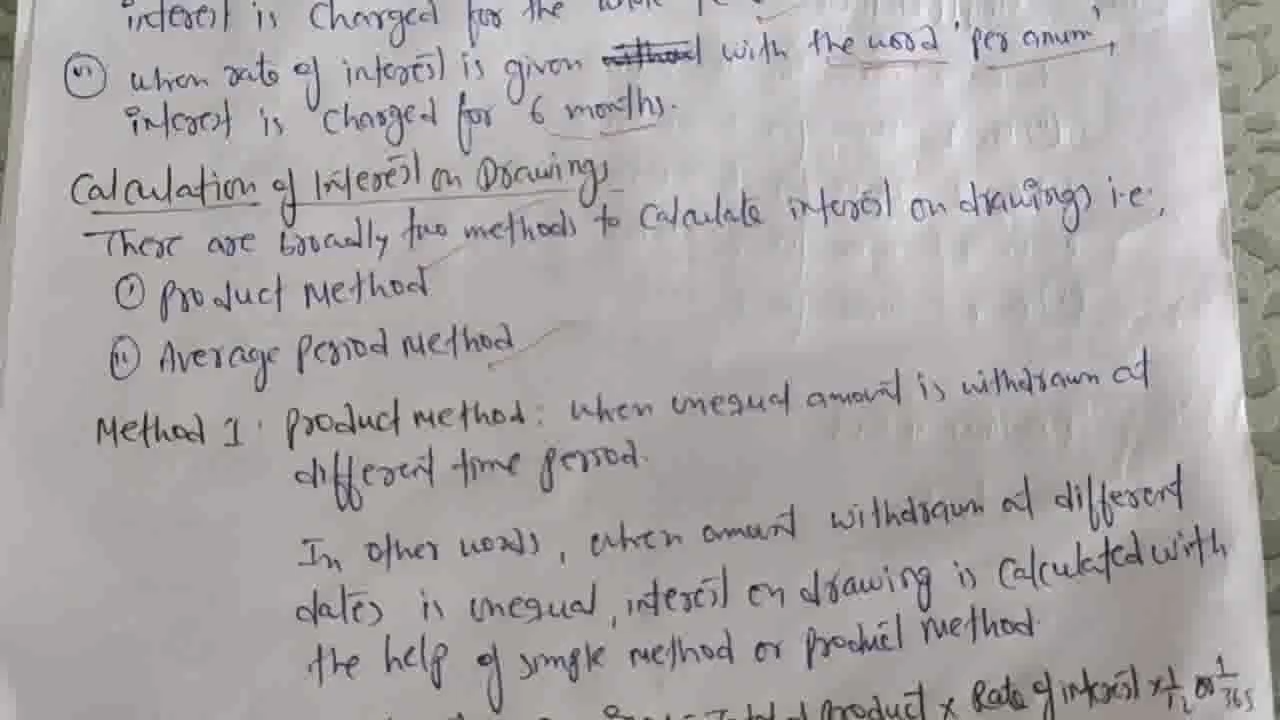 interest is charged for the
(ii) when rate of interest is given with the word 'per anum',
interest is charged for 6 months.
Calculation of Interest on Drawings
There are broadly two methods to calculate interest on drawings i.e.,
(i) product Method
(ii) Average period method
Method 1: product method: when unequal amount is withdrawn at
different time period.
In other words, when amount withdrawn at different
dates is unequal, interest on drawing is calculated with
the help of simple method or product method.
Total of product x Rate of interest x 1/12 or 1/365